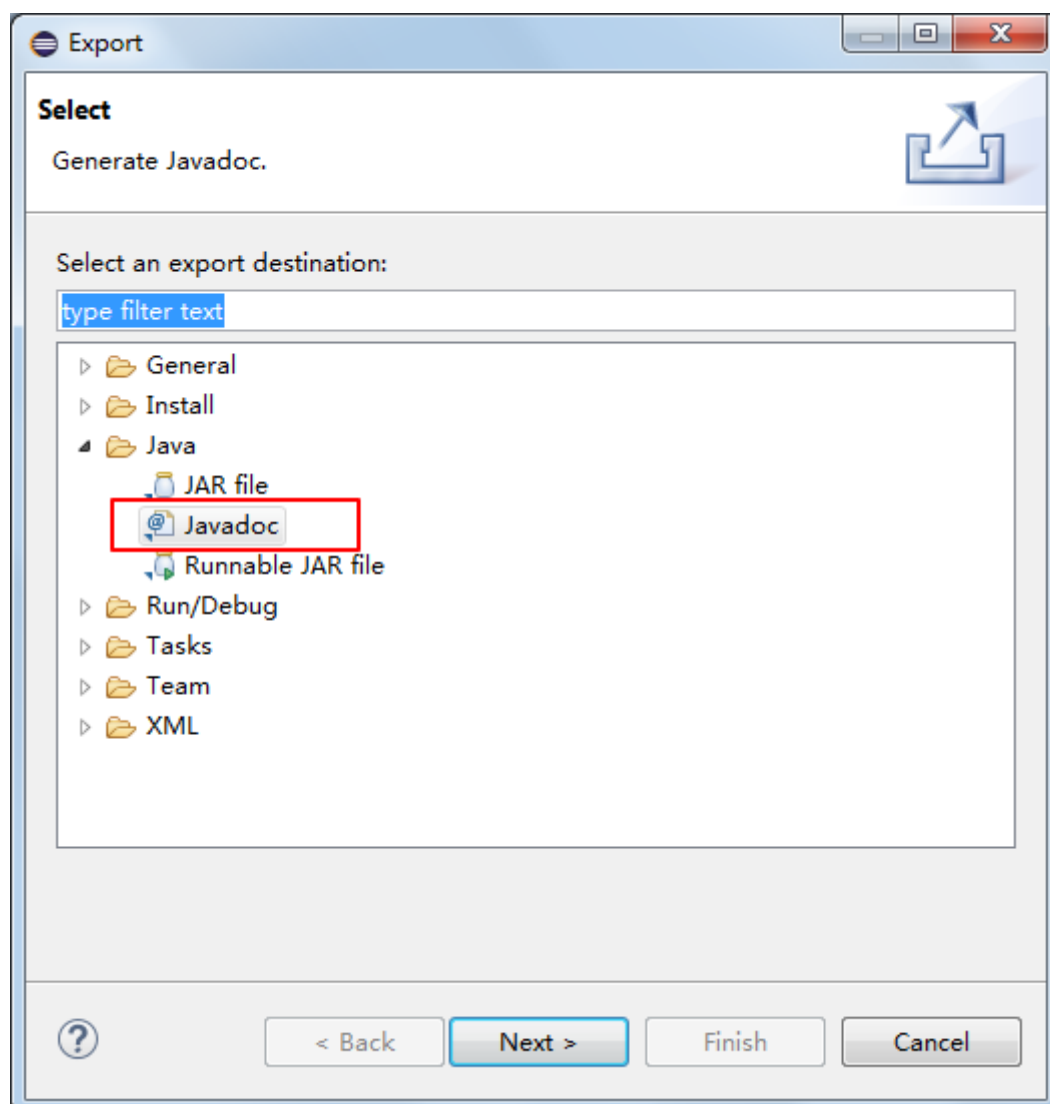 Export
Select
Generate Javadoc.
Select an export destination:
type filter text
General
Install
Java
JAR file
Javadoc
Runnable JAR file
Run/Debug
Tasks
Team
XML
< Back Next > Finish Cancel